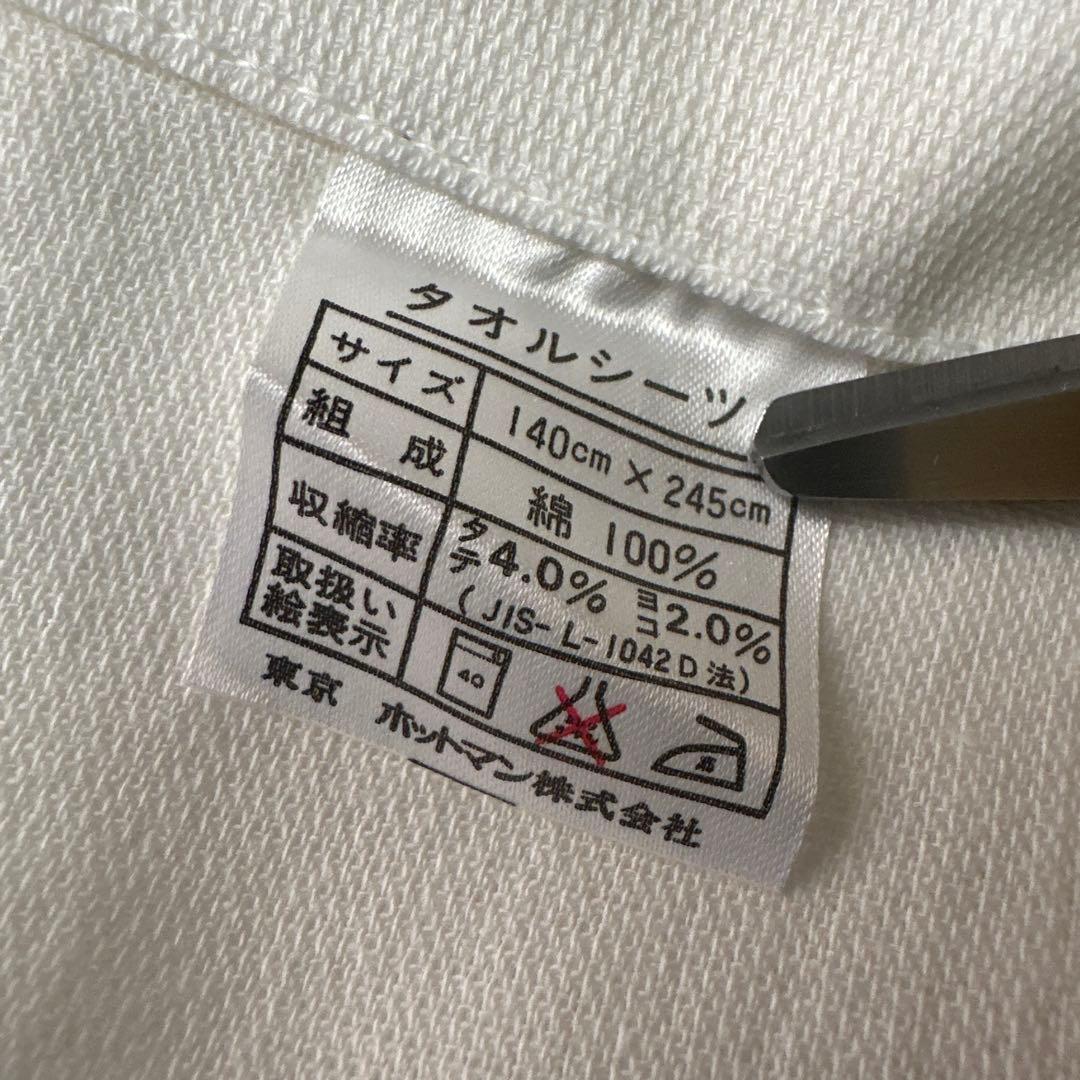 タオルシーツ
サイズ 140cm × 245cm
組成 綿 100%
収縮率 タテ4.0% ヨコ2.0%
(JIS-L-1042D法)
取扱い
絵表示
40
東京 ホットマン株式会社